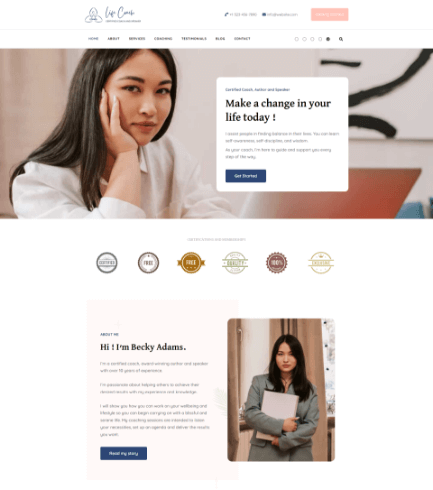 Life Coach
HOME ABOUT SERVICES COACHING TESTIMONIALS BLOG CONTACT
Certified Coach, Author and Speaker
Make a change in your
life today !
I assist people in finding balance in their lives. You can learn
self-awareness, self-discipline, and wisdom.
As your coach, I'm here to guide and support you every
step of the way.
Get Started
CERTIFIED
FREE
FREE
QUALITY
100%
ABOUT ME
Hi ! I'm Becky Adams.
I'm a certified coach, award-winning author and speaker
with over 10 years of experience.
I'm passionate about helping others to achieve their
desired results with my experience and knowledge.
I will show you how you can work on your wellbeing and
lifestyle so you can begin carrying on with a blissful and
serene life. My coaching sessions are intended to
your necessities, set up an agenda and deliver the results
you want.
Read my story